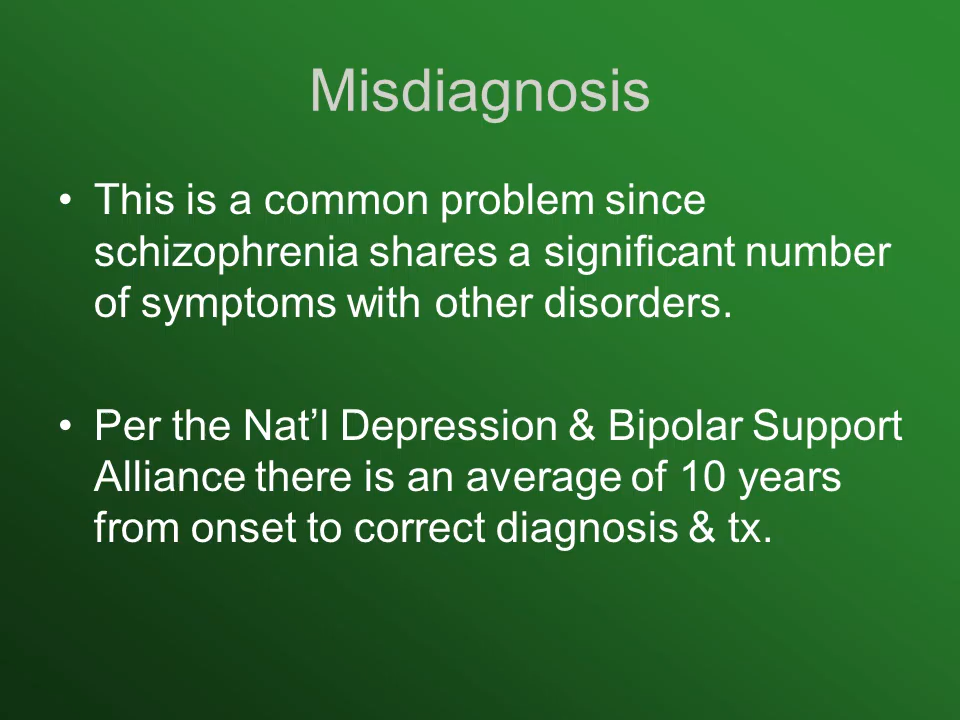 Misdiagnosis
• This is a common problem since
schizophrenia shares a significant number
of symptoms with other disorders.
• Per the Nat’l Depression & Bipolar Support
Alliance there is an average of 10 years
from onset to correct diagnosis & tx.